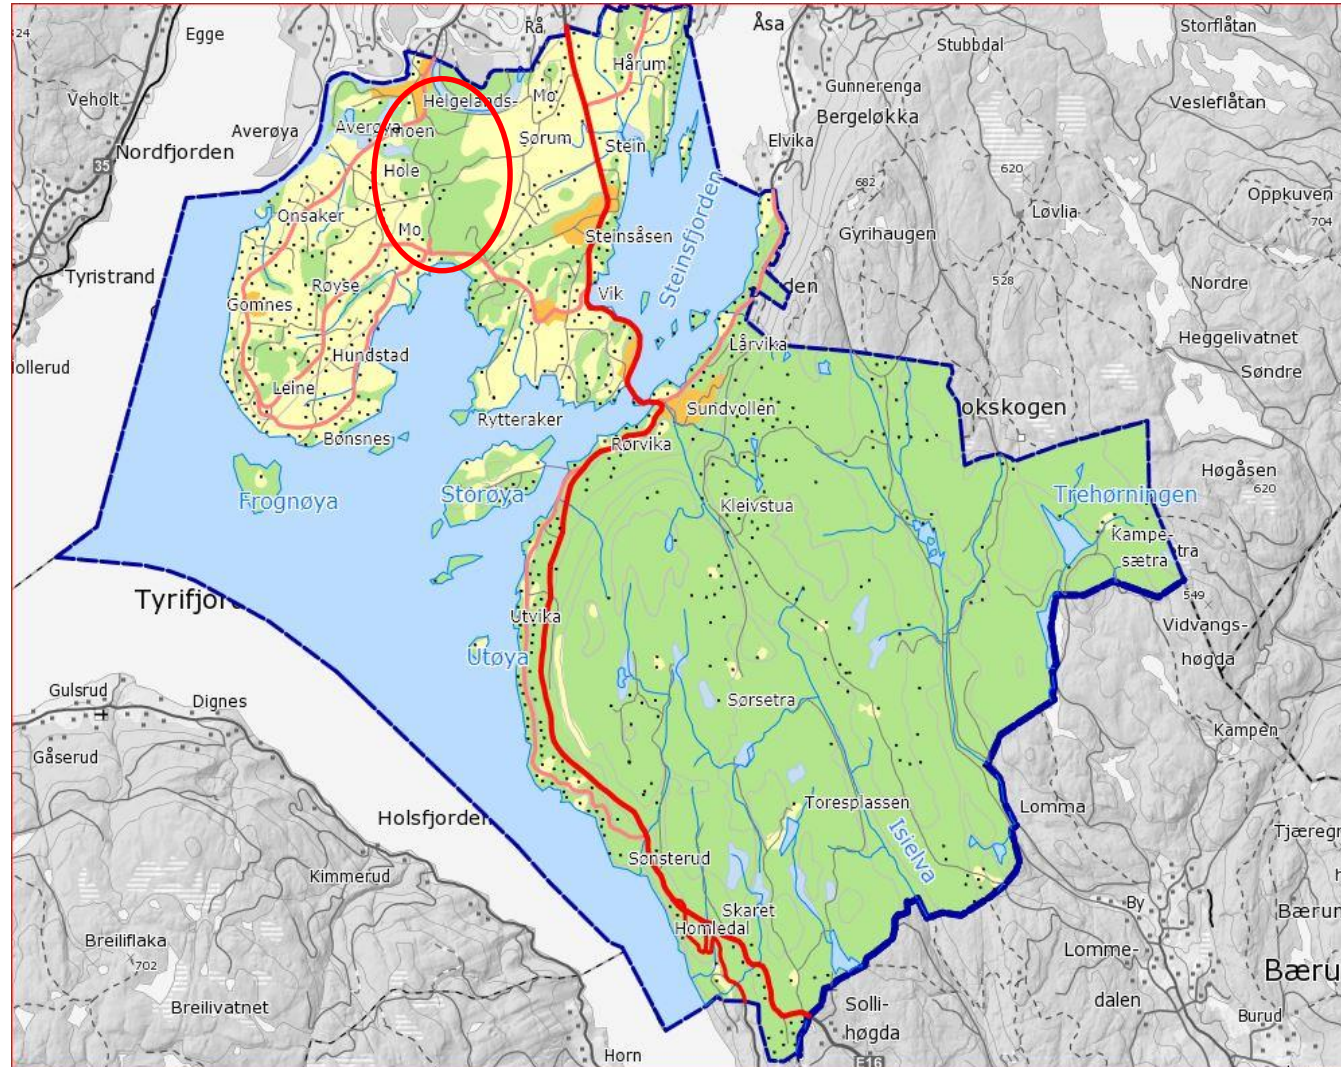 24
Egge
Rå
Åsa
Storflåtan
Stubbdal
Hårum
Veholt
Helgelands-
Mo
Gunnerenga
Vesleflåtan
Bergeløkka
Averøya
Averøya
moen
Sørum
Stein
Elvika
35
Nordfjorden
Hole
620
682
Oppkuven
704
Onsaker
Løvlia
Mo
Steinsåsen
Steinsfjorden
Gyrihaugen
Tyristrand
Røyse
Vik
den
528
Nordre
Gomnes
Heggelivatnet
Hundstad
Lårvika
ollerud
Søndre
Leine
Sundvollen
okskogen
Rytteraker
Bønsnes
Rørvika
Høgåsen
620
Frognøya
Storøya
Trehørningen
Kleivstua
Kampe-
sætra
tra
Tyrifjord
549
Utvika
Vidvangs-
høgda
Utøya
Gulsrud
Dignes
Sørsetra
Kampen
Gåserud
Toresplassen
Lomma
Holsfjorden
Isielva
Tjæregr
Sønsterud
Kimmerud
By
Skaret
Bærun
Homledal
Breiliflaka
702
Lomme-
dalen
Bæru
Breilivatnet
Solli-
høgda
Burud
Horn
E16